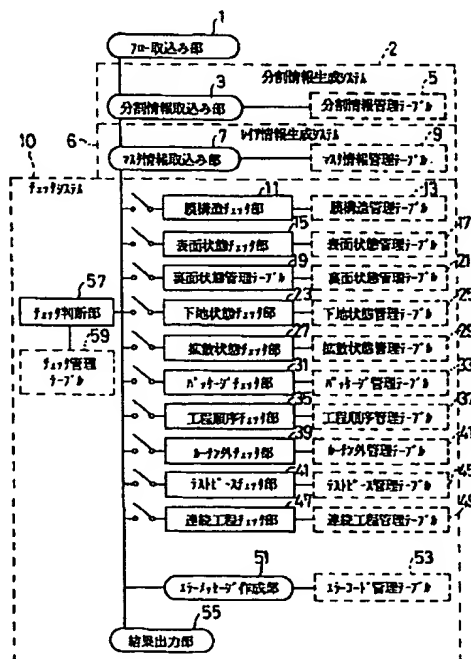 1
フロー取込み部
2
分割情報生成システム
3
5
分割情報取込み部
分割情報管理テーブル
6
レイア情報生成システム
7
9
マスタ情報取込み部
マスタ情報管理テーブル
10
チェックシステム
11
13
膜構造チェック部
膜構造管理テーブル
15
17
表面状態チェック部
表面状態管理テーブル
19
21
裏面状態管理テーブル
裏面状態管理テーブル
57
23
25
チェック判断部
下地状態チェック部
下地状態管理テーブル
59
27
29
チェック管理
テーブル
拡散状態チェック部
拡散状態管理テーブル
31
33
パッケージチェック部
パッケージ管理テーブル
35
37
工程順序チェック部
工程順序管理テーブル
39
41
ルーチン外チェック部
ルーチン外管理テーブル
41
45
テストピースチェック部
テストピース管理テーブル
47
49
連続工程チェック部
連続工程管理テーブル
51
53
エラーメッセージ作成部
エラーコード管理テーブル
55
結果出力部